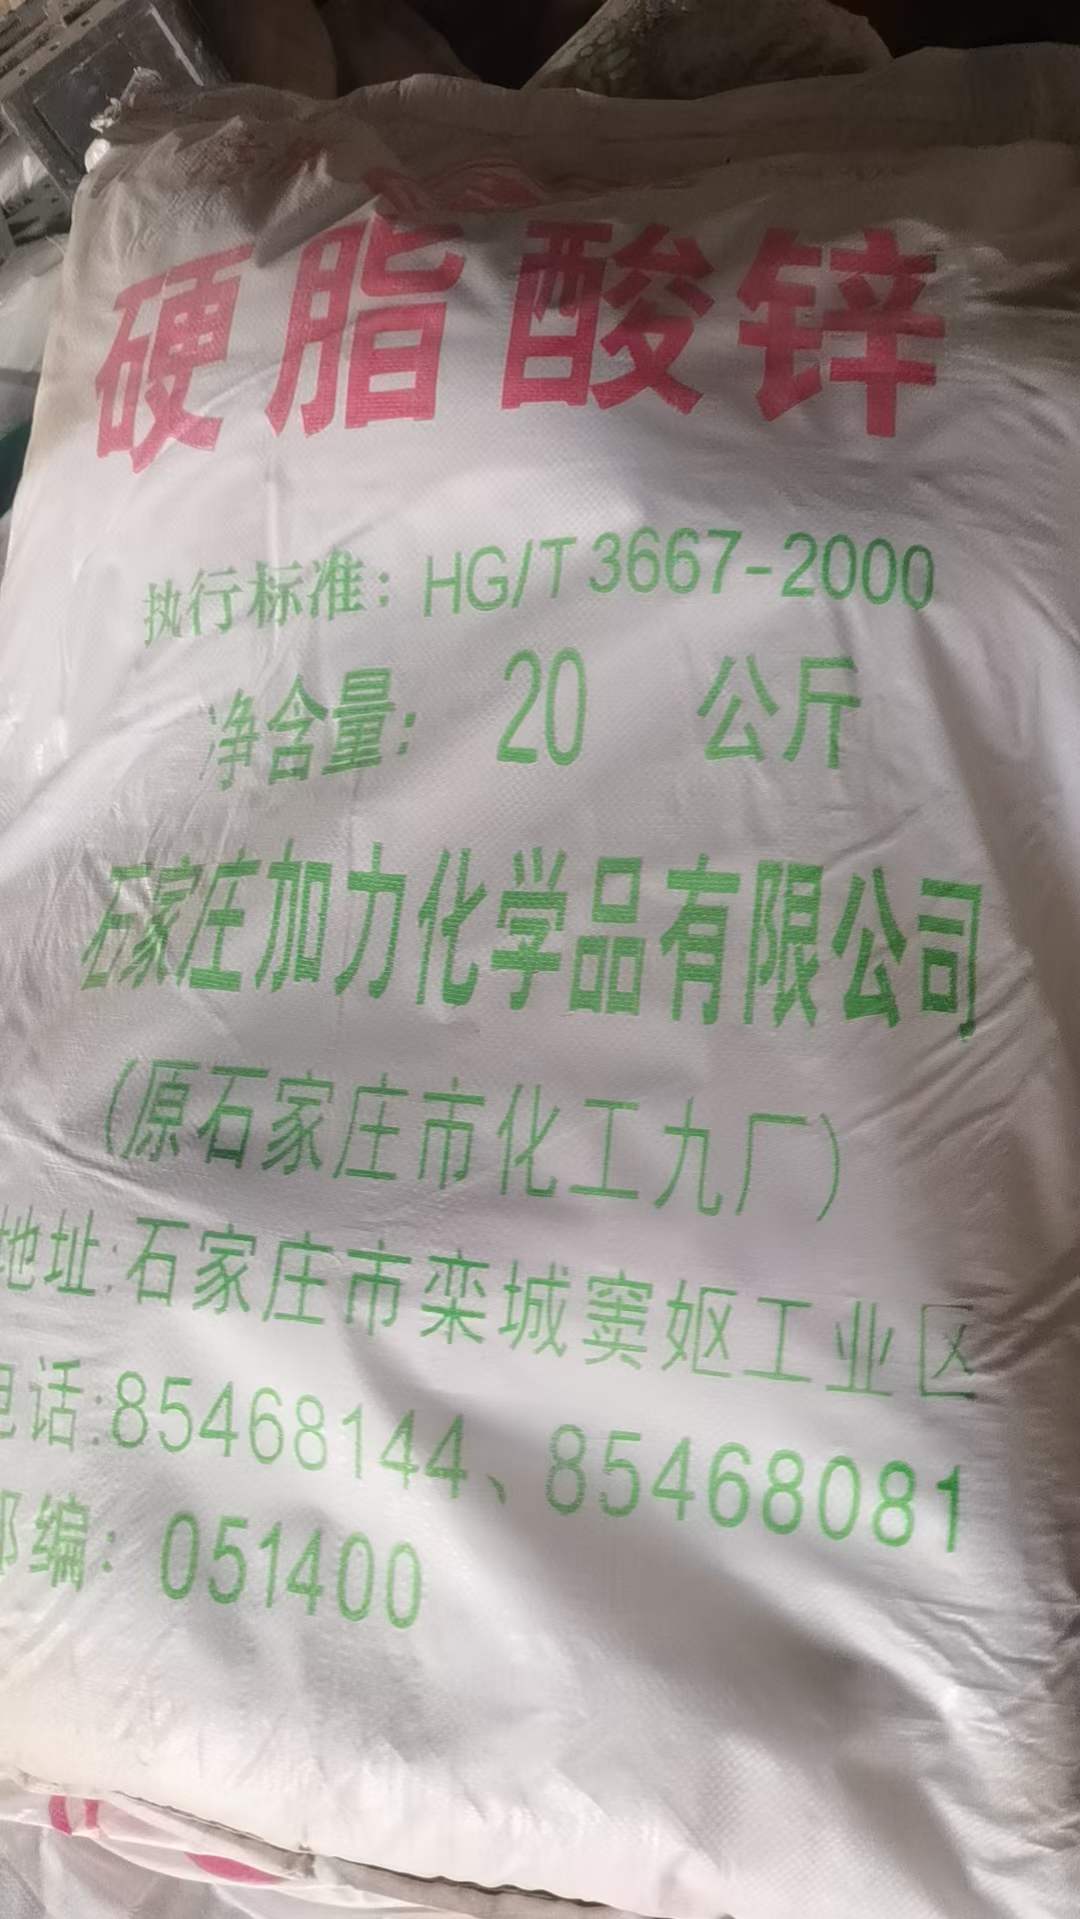 硬脂酸锌
执行标准：HG/T 3667-2000
净含量：20 公斤
石家庄加力化学品有限公司
(原石家庄市化工九厂)
地址:石家庄市栾城窦妪工业区
电话:85468144、85468081
邮编：051400